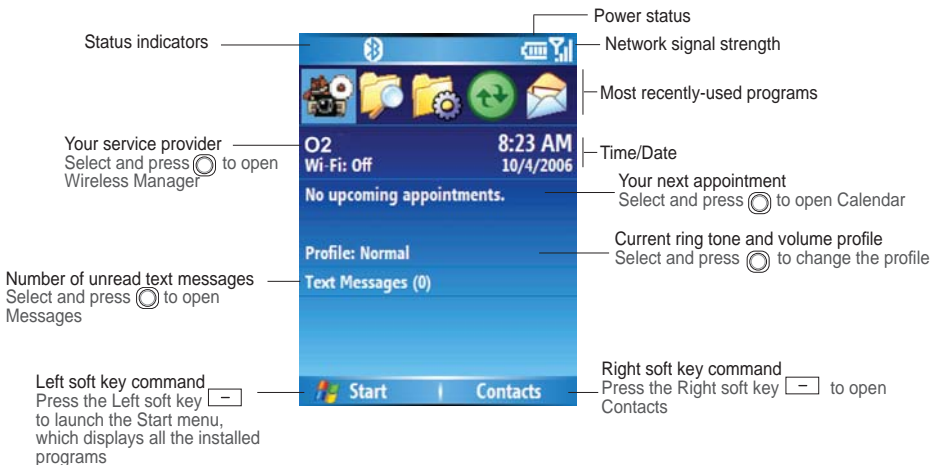 Power status
Status indicators
Network signal strength
Most recently-used programs
Your service provider
Select and press to open
Wireless Manager
O2
8:23 AM
Wi-Fi: Off
10/4/2006
Time/Date
No upcoming appointments.
Your next appointment
Select and press to open Calendar
Profile: Normal
Current ring tone and volume profile
Select and press to change the profile
Number of unread text messages
Select and press to open
Messages
Text Messages (0)
Left soft key command
Press the Left soft key
to launch the Start menu,
which displays all the installed
programs
Start
Contacts
Right soft key command
Press the Right soft key to open
Contacts